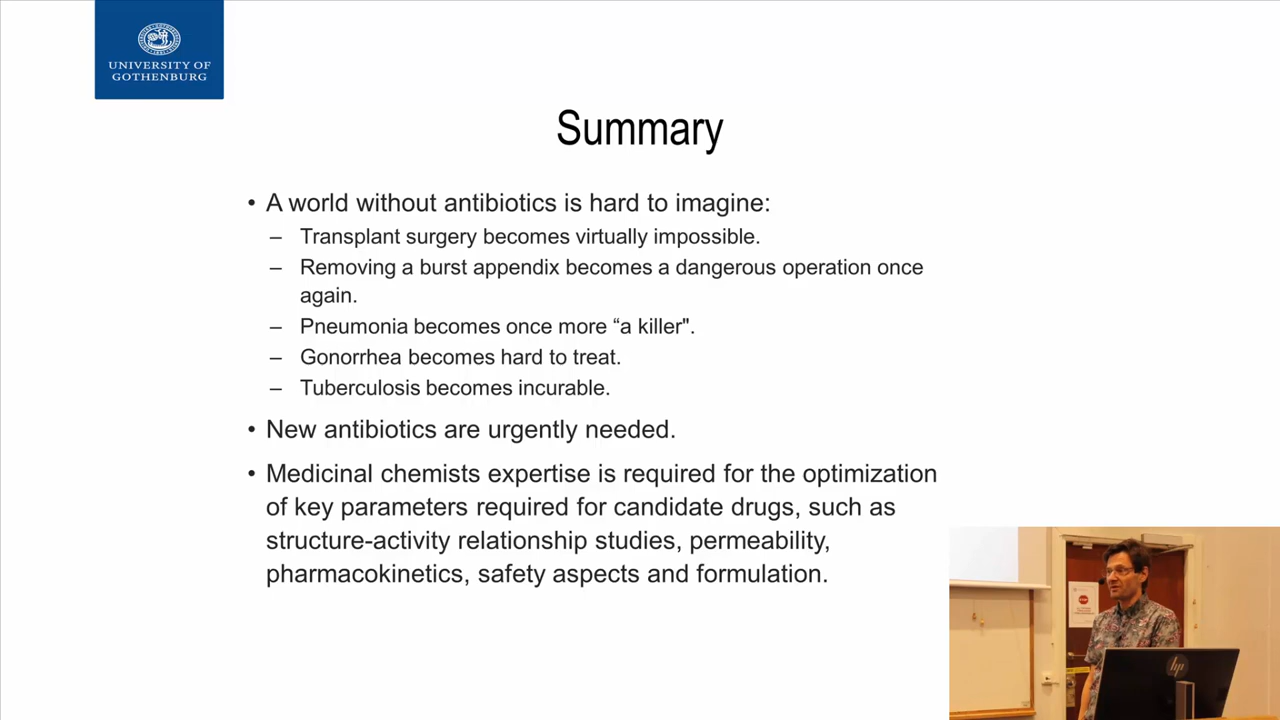 UNIVERSITY OF
GOTHENBURG
Summary
• A world without antibiotics is hard to imagine:
– Transplant surgery becomes virtually impossible.
– Removing a burst appendix becomes a dangerous operation once
again.
– Pneumonia becomes once more “a killer".
– Gonorrhea becomes hard to treat.
– Tuberculosis becomes incurable.
• New antibiotics are urgently needed.
• Medicinal chemists expertise is required for the optimization
of key parameters required for candidate drugs, such as
structure-activity relationship studies, permeability,
pharmacokinetics, safety aspects and formulation.
hp